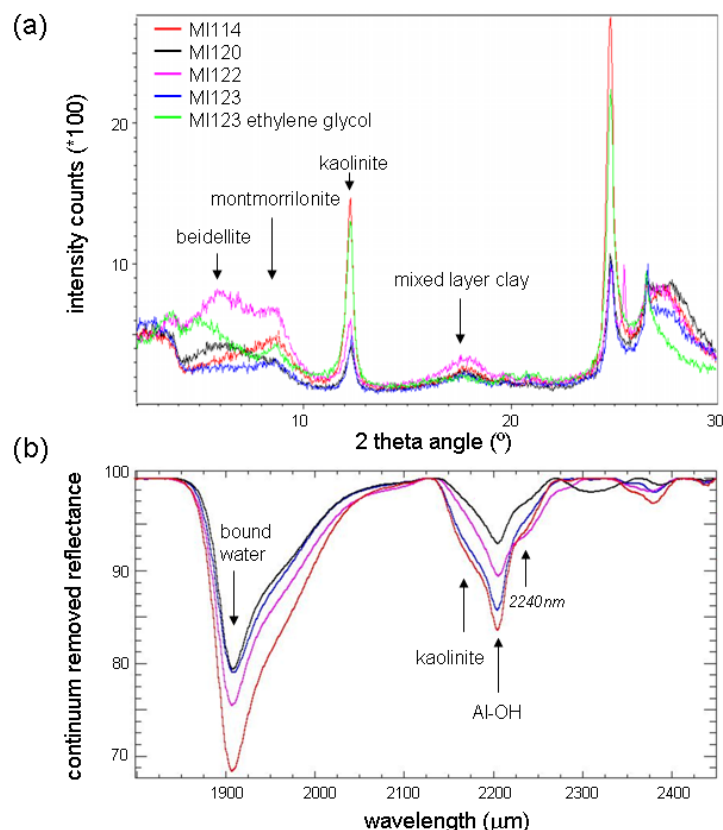 (a)
MI114
MI120
MI122
MI123
MI123 ethylene glycol
kaolinite
montmorrilonite
beidellite
mixed layer clay
intensity counts (*100)
20
10
10
20
30
2 theta angle (º)
(b)
100
90
80
70
bound
water
kaolinite
2240nm
Al-OH
continuum removed reflectance
1900
2000
2100
2200
2300
2400
wavelength (µm)